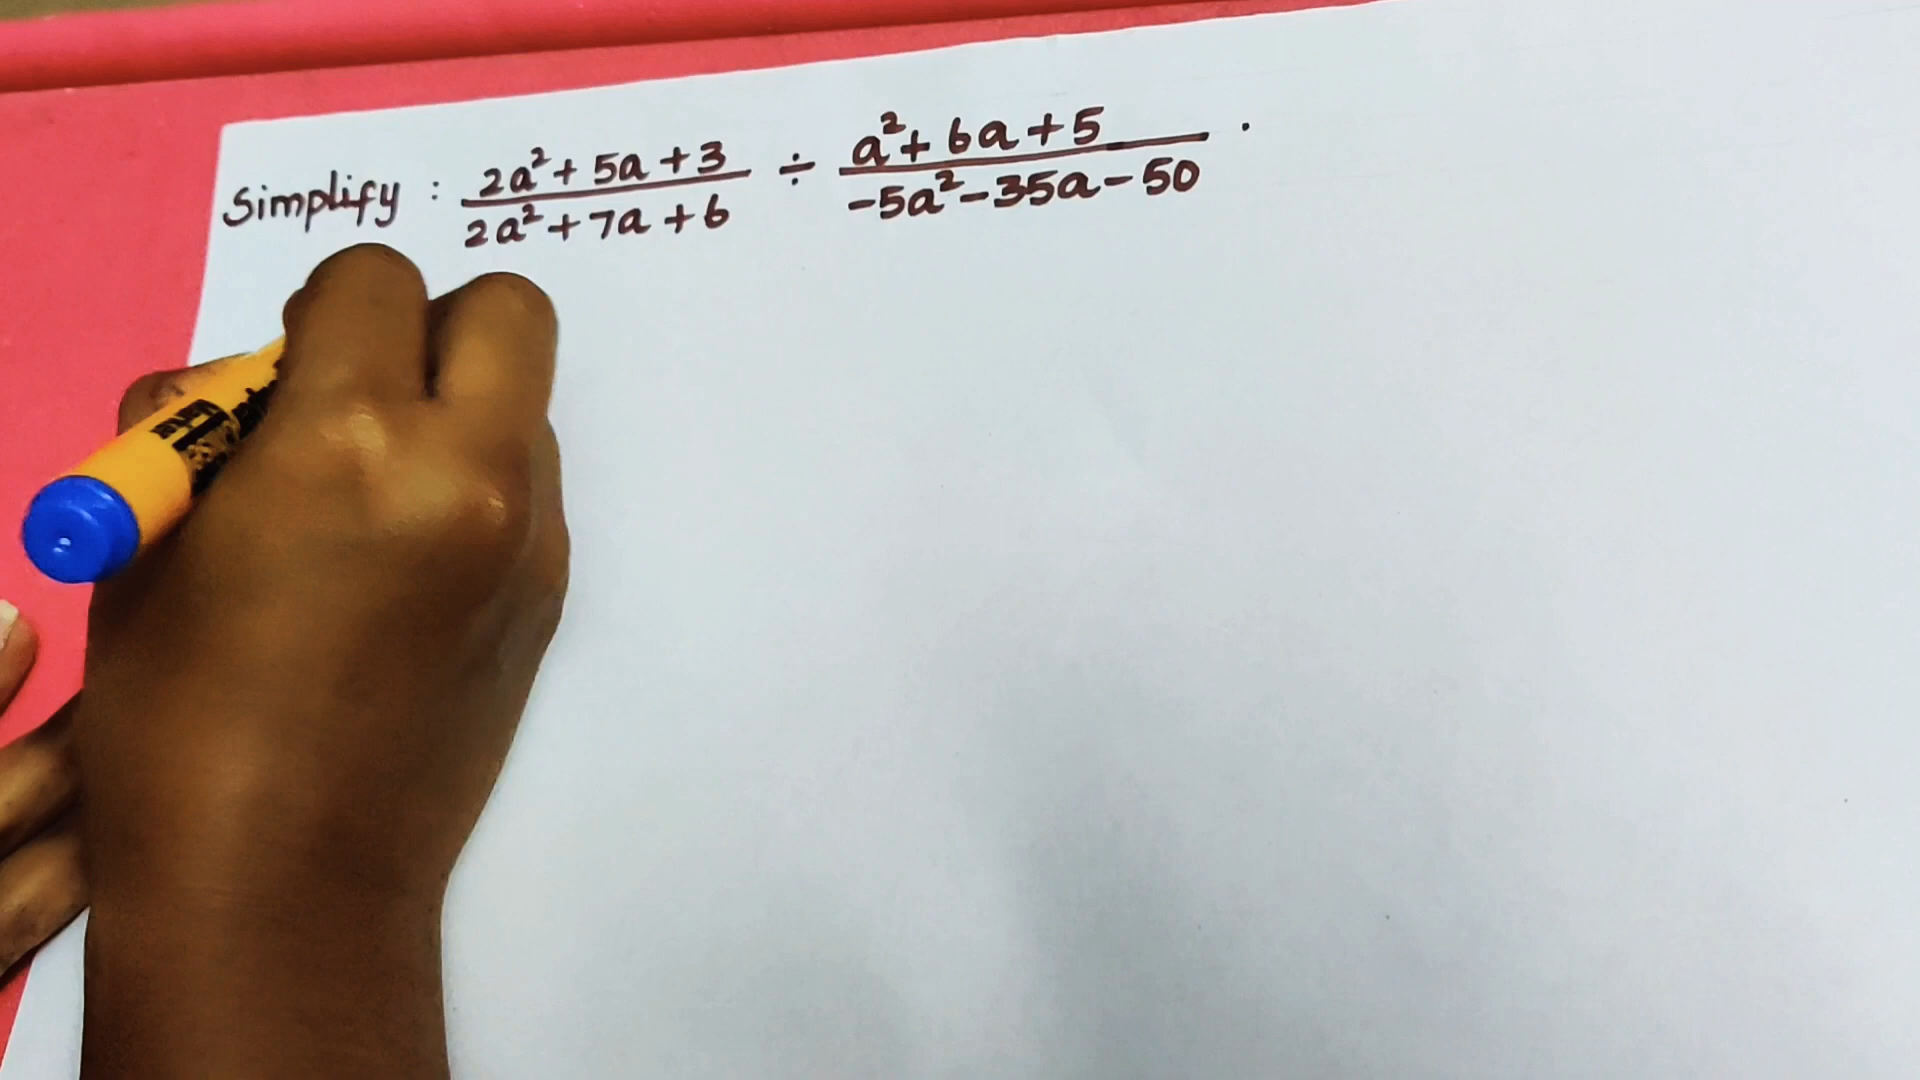 Simplify : (2a²+5a+3)/(2a²+7a+6) ÷ (a²+6a+5)/(-5a²-35a-50) .